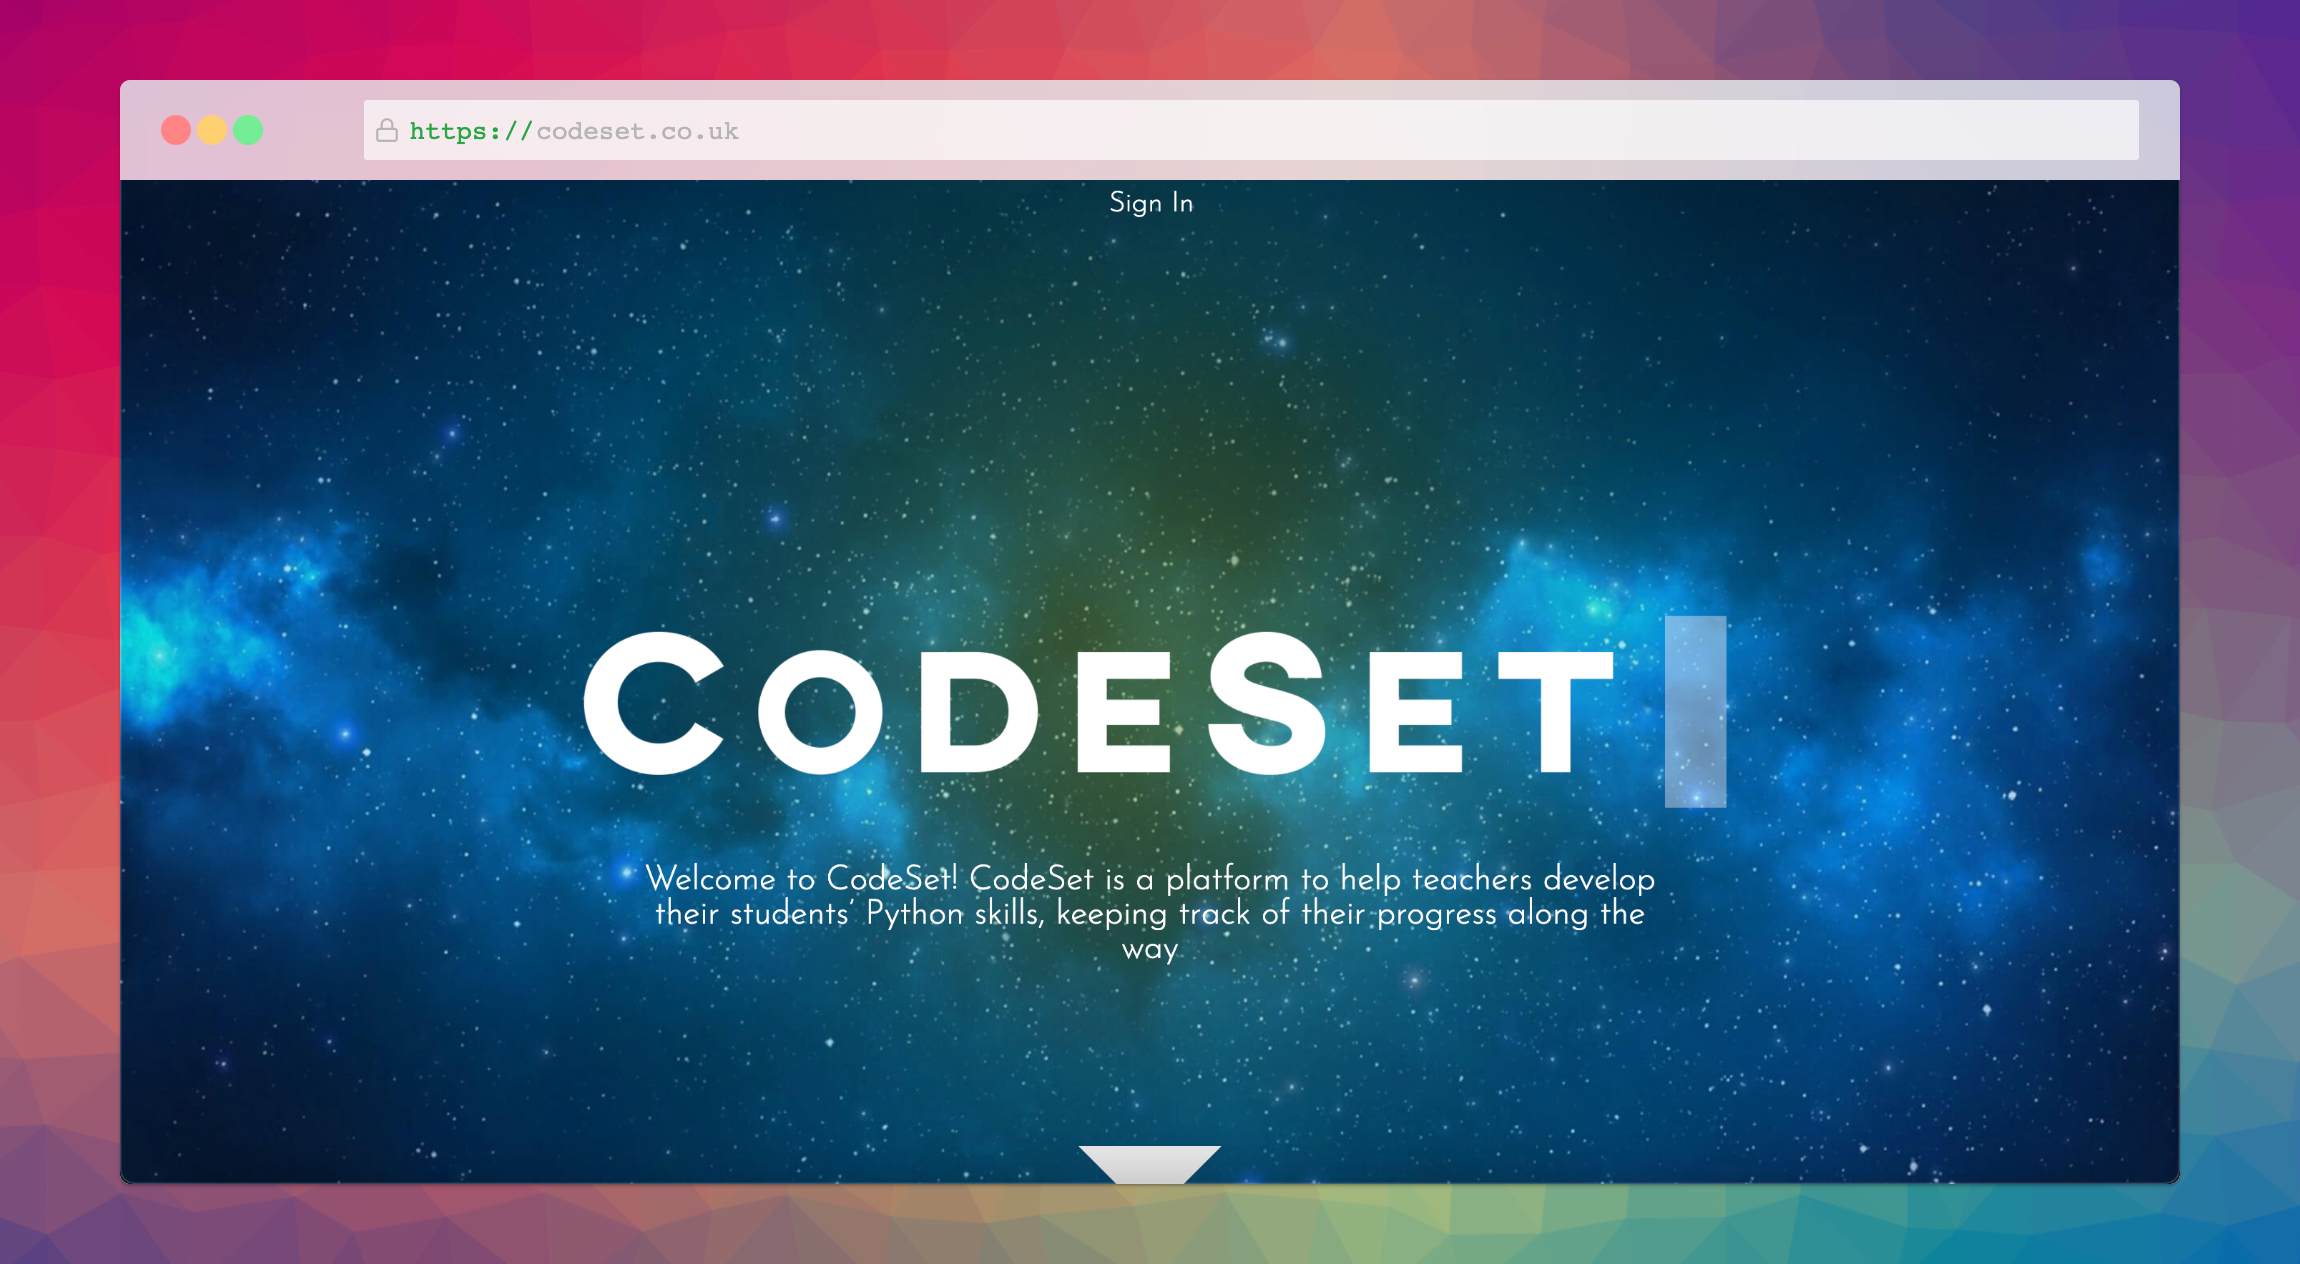 https://codeset.co.uk
Sign In
CODESET
Welcome to CodeSet! CodeSet is a platform to help teachers develop
their students’ Python skills, keeping track of their progress along the
way